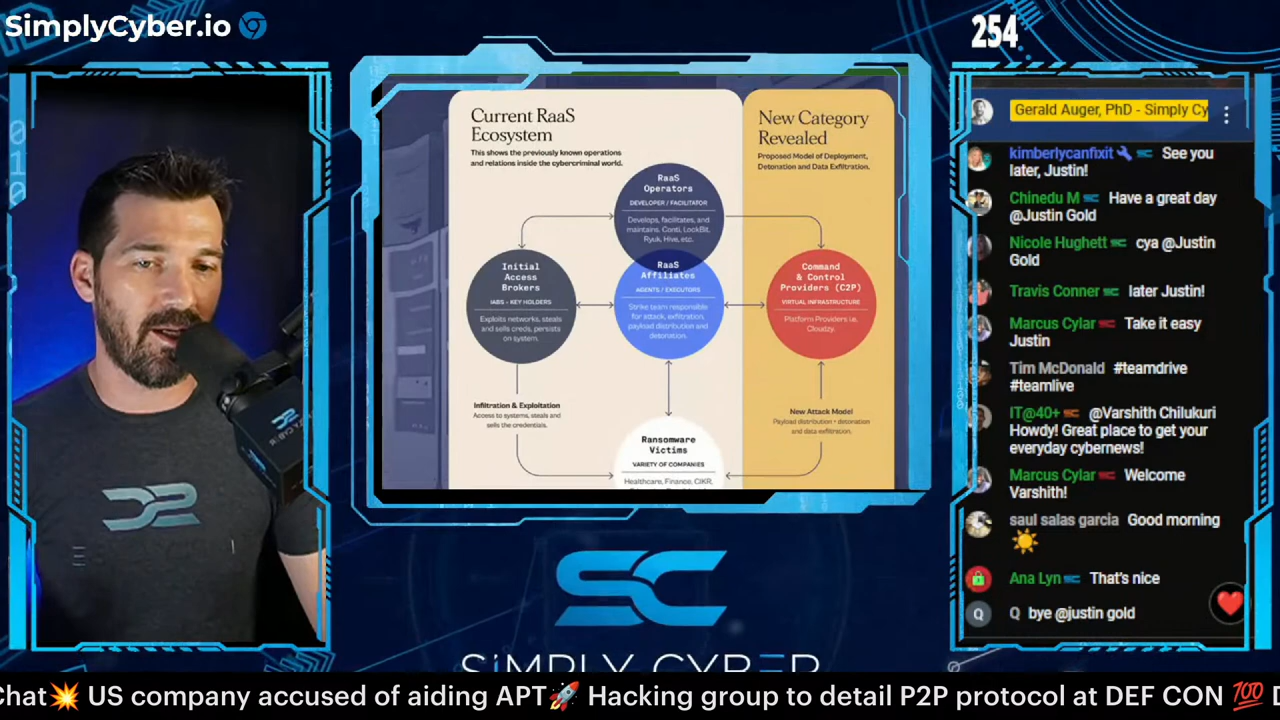 SimplyCyber.io
254
Current RaaS
Ecosystem
This shows the previously known operations
and relations inside the cybercriminal world.
New Category
Revealed
Proposed Model of Deployment,
Detonation and Data Exfiltration.
RaaS
Operators
DEVELOPER / FACILITATOR
Develops, facilitates, and
maintains. Conti, LockBit,
Ryuk, Hive, etc.
Initial
Access
Brokers
IABS - KEY HOLDERS
Exploits networks, steals
and sells creds, persists
on system.
RaaS
Affiliates
AGENTS / EXECUTORS
Strike team responsible
for attack, exfiltration,
payload distribution and
detonation.
Command
& Control
Providers (C2P)
VIRTUAL INFRASTRUCTURE
Platform Providers i.e.
Cloudzy.
Infiltration & Exploitation
Access to systems, steals and
sells the credentials.
New Attack Model
Payload distribution + detonation
and data exfiltration.
Ransomware
Victims
VARIETY OF COMPANIES
Healthcare, Finance, CIKR,
Gerald Auger, PhD - Simply Cy
kimberlycanfixit See you
later, Justin!
Chinedu M Have a great day
@Justin Gold
Nicole Hughett cya @Justin
Gold
Travis Conner later Justin!
Marcus Cylar Take it easy
Justin
Tim McDonald #teamdrive
#teamlive
IT@40+ @Varshith Chilukuri
Howdy! Great place to get your
everyday cybernews!
Marcus Cylar Welcome
Varshith!
saul salas garcia Good morning
☀️
Ana Lyn That's nice
Q Q bye @justin gold
SC
SIMPLY CYBER
Chat💥 US company accused of aiding APT🚀 Hacking group to detail P2P protocol at DEF CON 💯 D